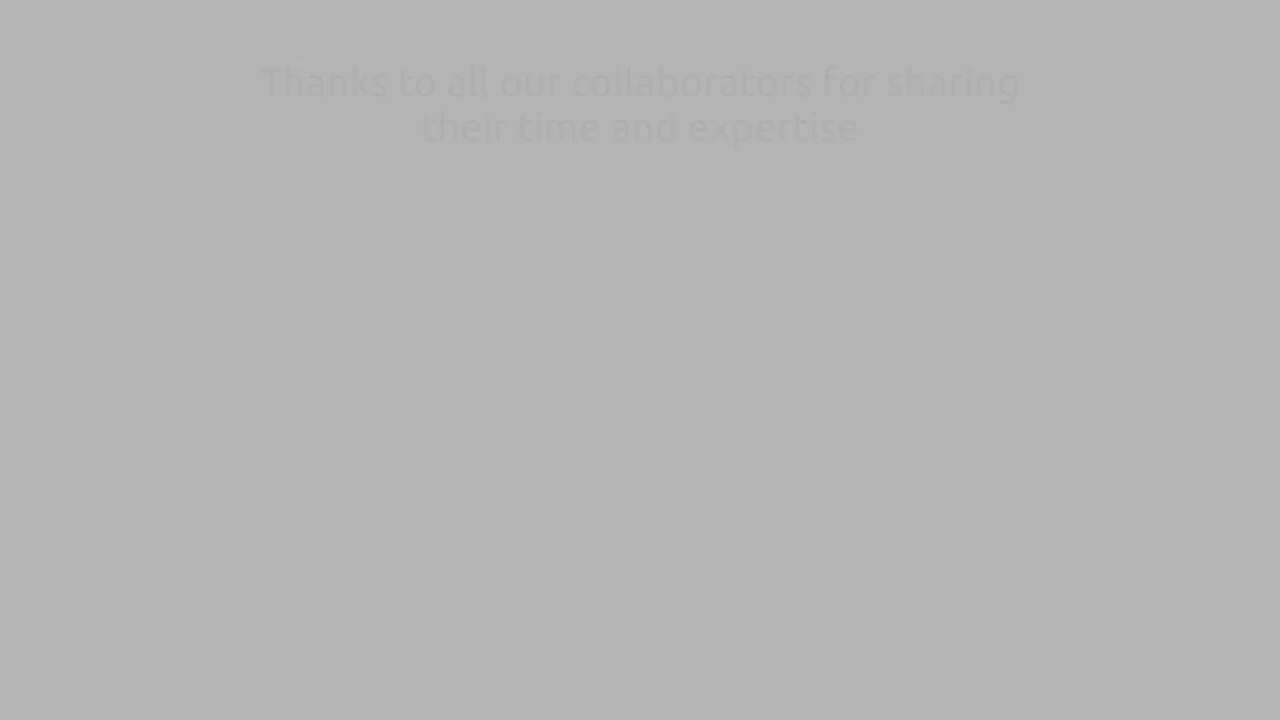 Thanks to all our collaborators for sharing
their time and expertise